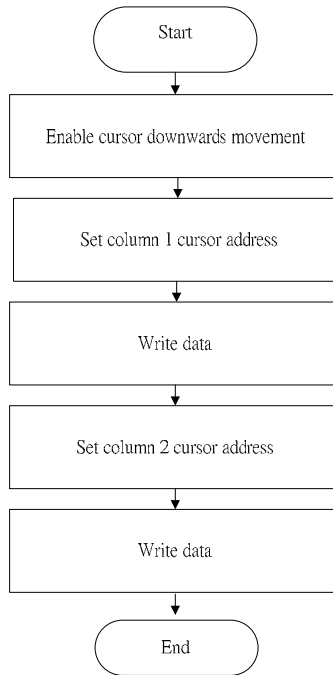 Start
Enable cursor downwards movement
Set column 1 cursor address
Write data
Set column 2 cursor address
Write data
End